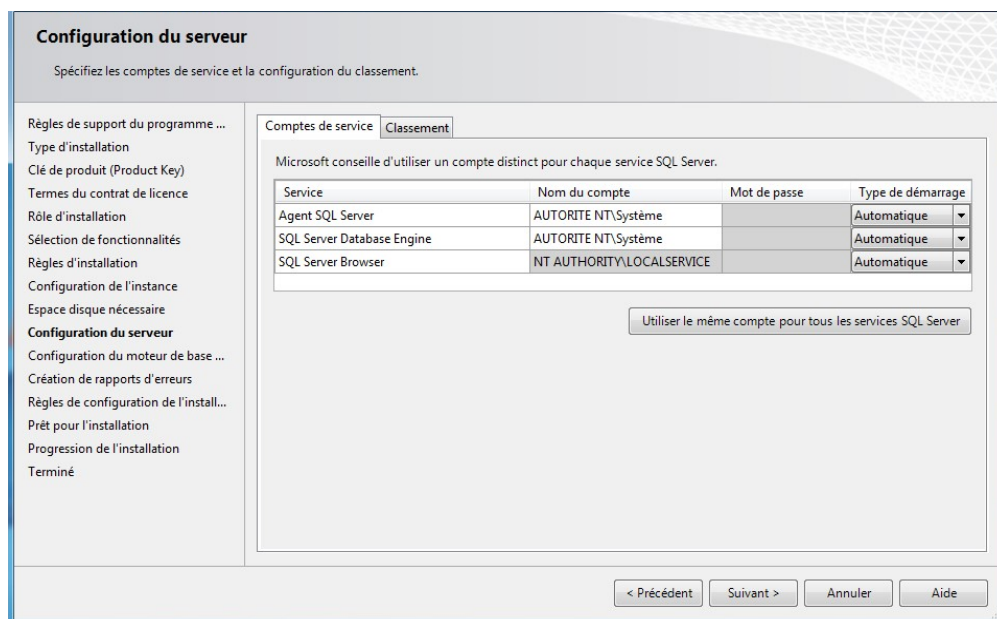 Configuration du serveur
Spécifiez les comptes de service et la configuration du classement.
Règles de support du programme ...
Type d'installation
Clé de produit (Product Key)
Termes du contrat de licence
Rôle d'installation
Sélection de fonctionnalités
Règles d'installation
Configuration de l'instance
Espace disque nécessaire
Configuration du serveur
Configuration du moteur de base ...
Création de rapports d'erreurs
Règles de configuration de l'install...
Prêt pour l'installation
Progression de l'installation
Terminé
Comptes de service Classement
Microsoft conseille d'utiliser un compte distinct pour chaque service SQL Server.
Service Nom du compte Mot de passe Type de démarrage
Agent SQL Server AUTORITE NT\Système Automatique
SQL Server Database Engine AUTORITE NT\Système Automatique
SQL Server Browser NT AUTHORITY\LOCALSERVICE Automatique
Utiliser le même compte pour tous les services SQL Server
< Précédent Suivant > Annuler Aide